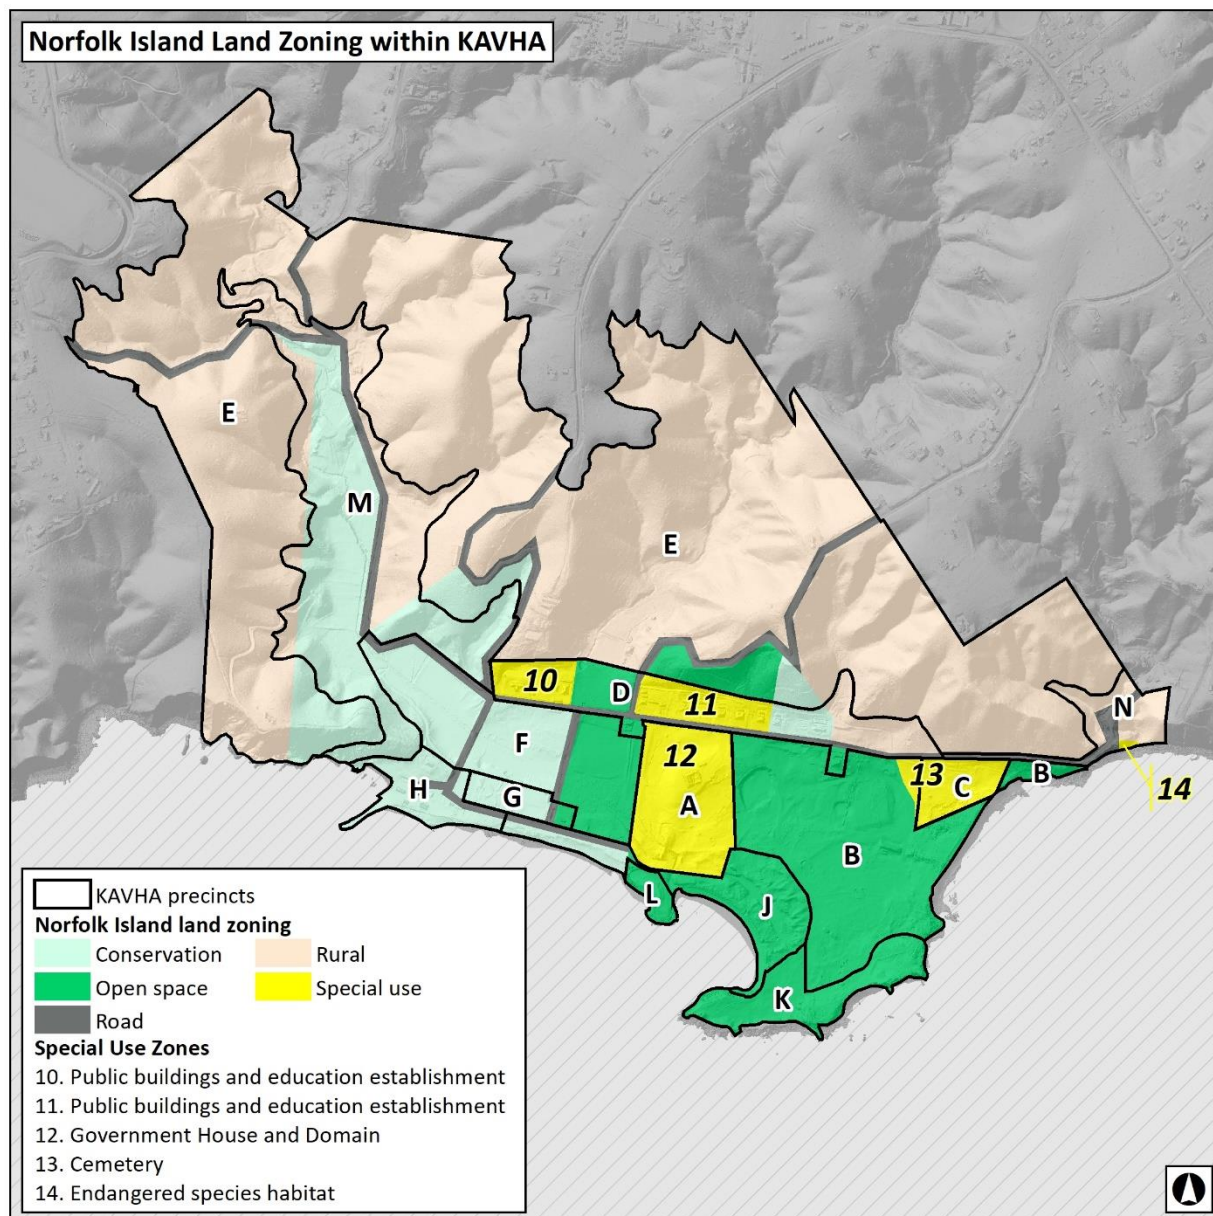 Norfolk Island Land Zoning within KAVHA
E
M
E
N
10
D
11
F
12
13
C
B
14
H
G
A
B
L
J
K
KAVHA precincts
Norfolk Island land zoning
Conservation
Rural
Open space
Special use
Road
Special Use Zones
10. Public buildings and education establishment
11. Public buildings and education establishment
12. Government House and Domain
13. Cemetery
14. Endangered species habitat